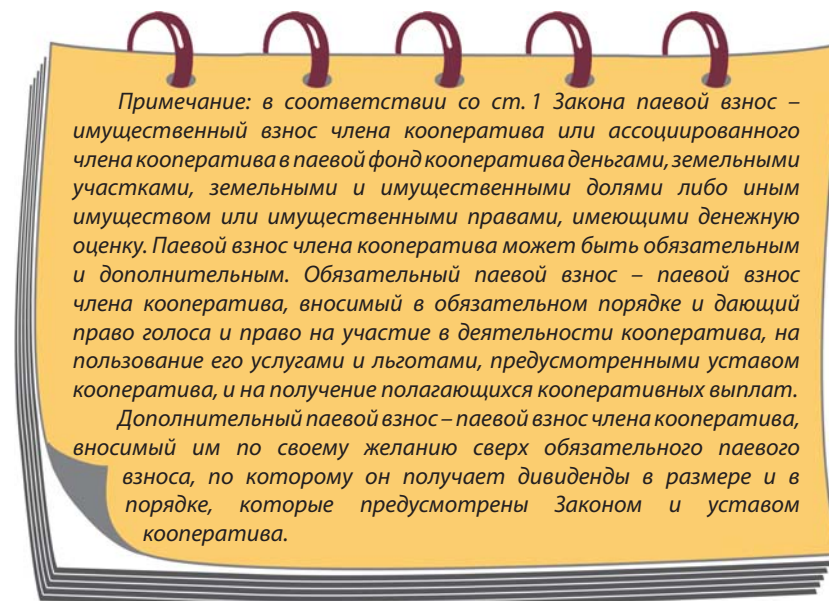 Примечание: в соответствии со ст. 1 Закона паевой взнос –
имущественный взнос члена кооператива или ассоциированного
члена кооператива в паевой фонд кооператива деньгами, земельными
участками, земельными и имущественными долями либо иным
имуществом или имущественными правами, имеющими денежную
оценку. Паевой взнос члена кооператива может быть обязательным
и дополнительным. Обязательный паевой взнос – паевой взнос
члена кооператива, вносимый в обязательном порядке и дающий
право голоса и право на участие в деятельности кооператива, на
пользование его услугами и льготами, предусмотренными уставом
кооператива, и на получение полагающихся кооперативных выплат.
Дополнительный паевой взнос – паевой взнос члена кооператива,
вносимый им по своему желанию сверх обязательного паевого
взноса, по которому он получает дивиденды в размере и в
порядке, которые предусмотрены Законом и уставом
кооператива.